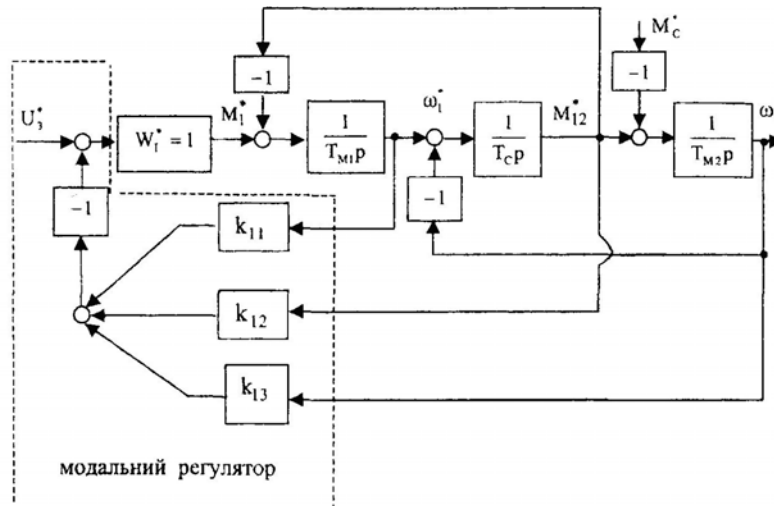 M*c
-1
-1
U*з
W*1 = 1
M*1
1
TM1p
ω*1
1
TCp
M*12
1
TM2p
ω
-1
-1
k11
k12
k13
модальний регулятор